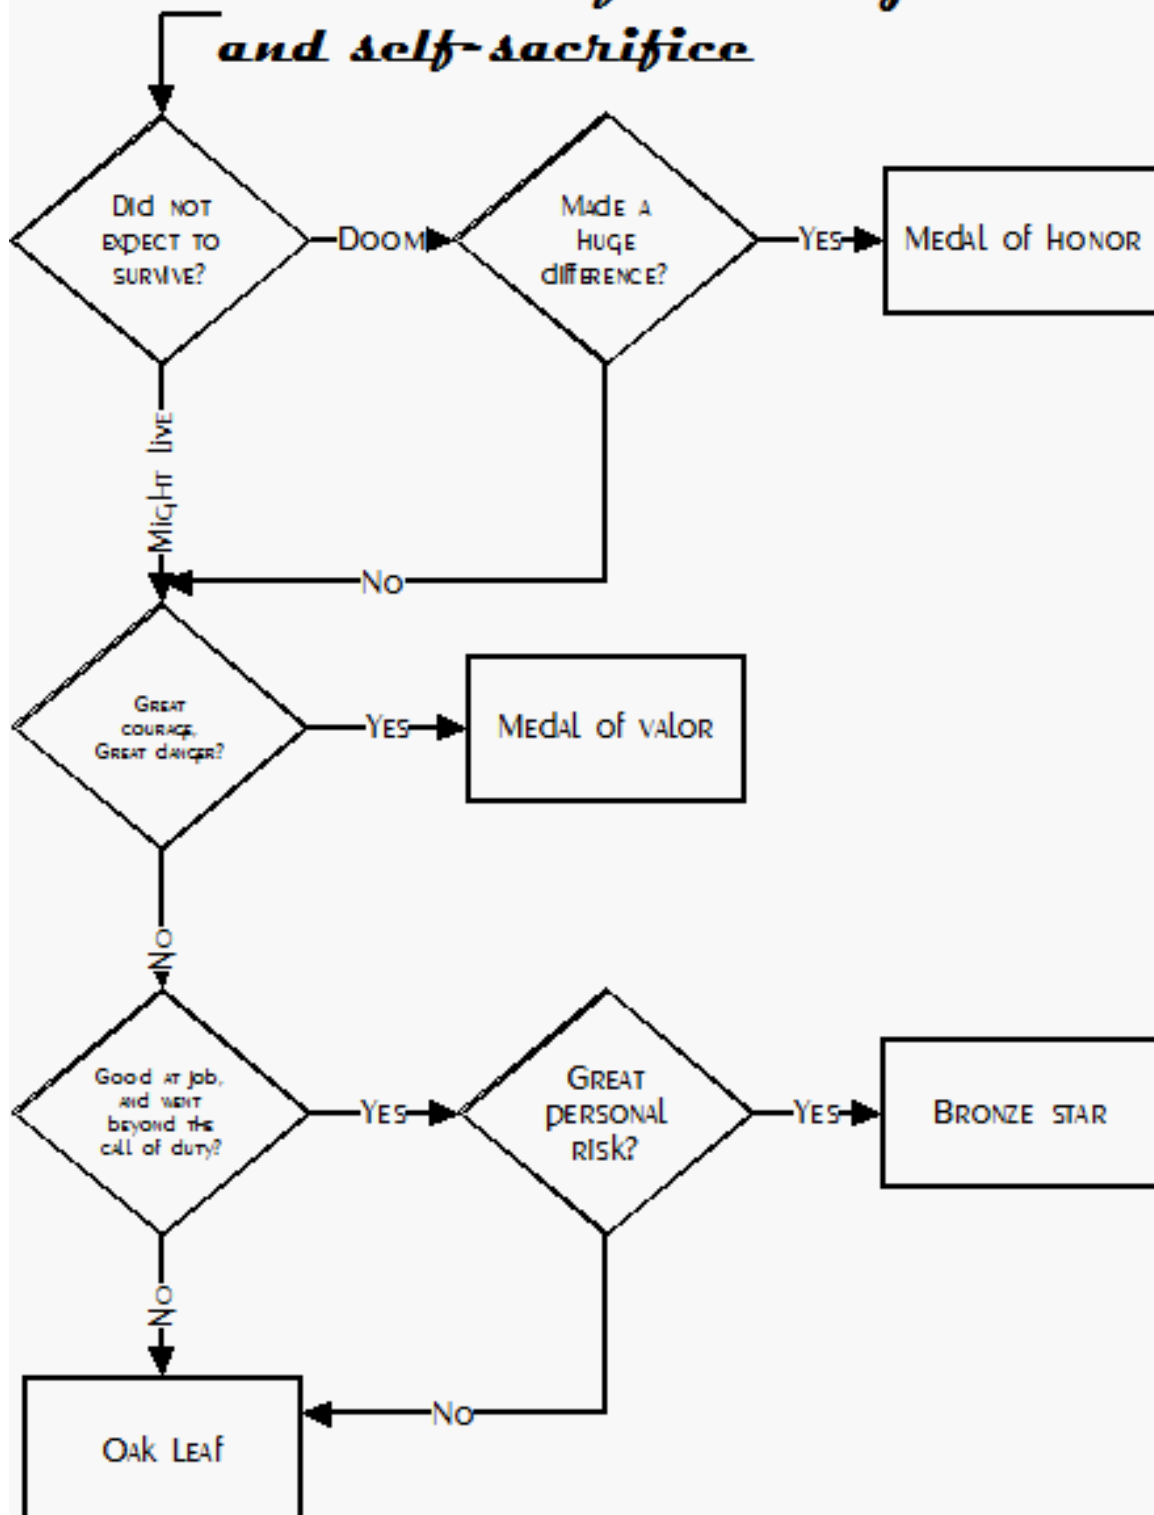 and self-sacrifice
Did not
expect to
survive?
Doom
Made a
huge
difference?
Yes
Medal of honor
Might live
No
Great
courage,
Great danger?
Yes
Medal of valor
No
Good at job,
and went
beyond the
call of duty?
Yes
Great
personal
risk?
Yes
Bronze star
No
No
Oak Leaf